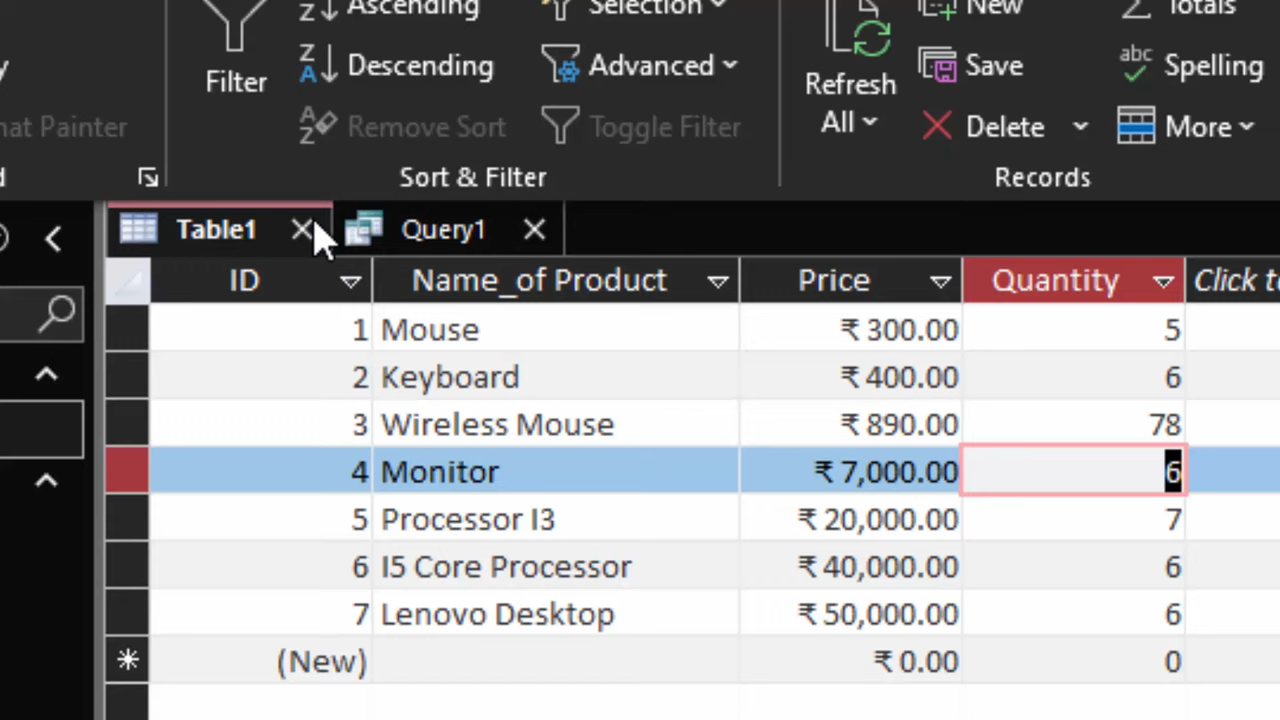 Ascending Selection New Totals
Filter Descending Advanced Refresh All Save Spelling
at Painter Remove Sort Toggle Filter Delete More
Sort & Filter Records
Table1 Query1
ID Name_of Product Price Quantity Click to
1 Mouse ₹ 300.00 5
2 Keyboard ₹ 400.00 6
3 Wireless Mouse ₹ 890.00 78
4 Monitor ₹ 7,000.00 6
5 Processor I3 ₹ 20,000.00 7
6 I5 Core Processor ₹ 40,000.00 6
7 Lenovo Desktop ₹ 50,000.00 6
(New) ₹ 0.00 0